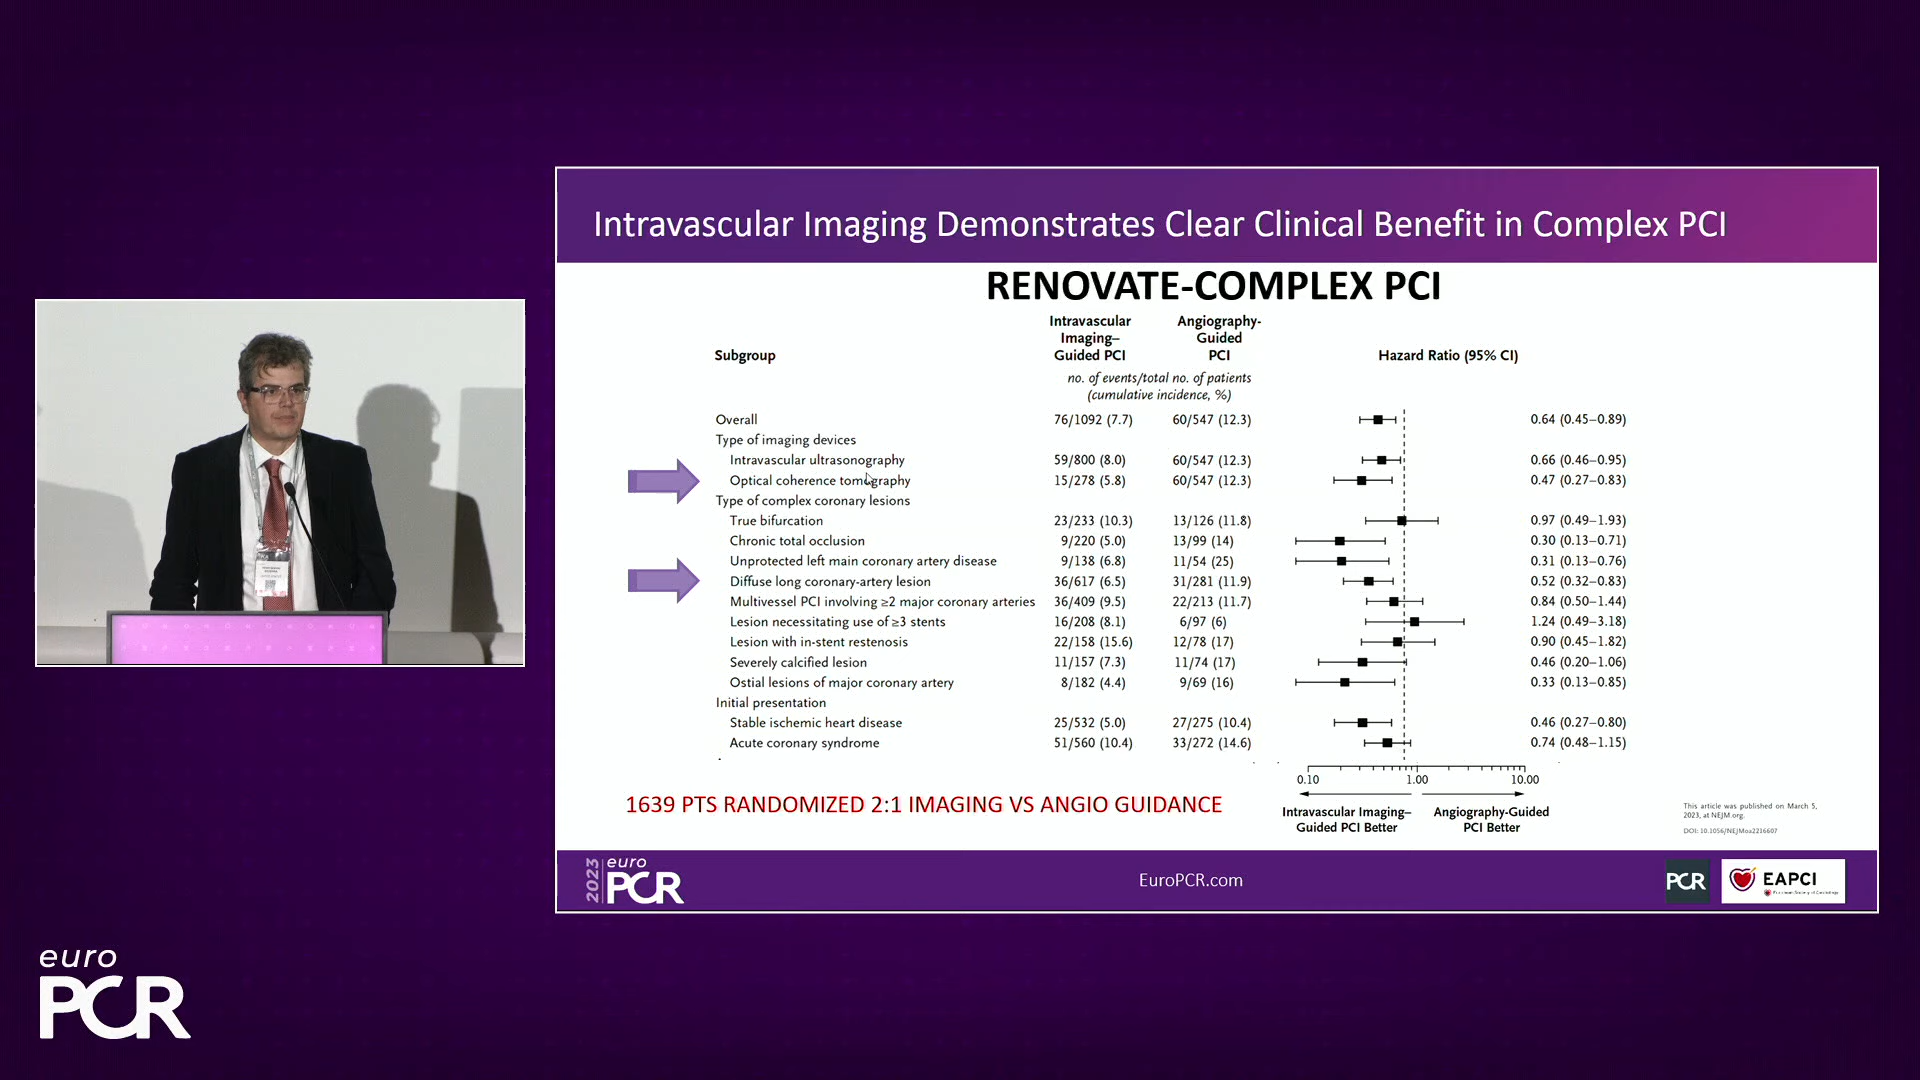 Intravascular Imaging Demonstrates Clear Clinical Benefit in Complex PCI
RENOVATE-COMPLEX PCI
Subgroup
Intravascular Imaging–Guided PCI
Angiography-Guided PCI
Hazard Ratio (95% CI)
no. of events/total no. of patients
(cumulative incidence, %)
Overall 76/1092 (7.7) 60/547 (12.3) 0.64 (0.45–0.89)
Type of imaging devices
Intravascular ultrasonography 59/800 (8.0) 60/547 (12.3) 0.66 (0.46–0.95)
Optical coherence tomography 15/278 (5.8) 60/547 (12.3) 0.47 (0.27–0.83)
Type of complex coronary lesions
True bifurcation 23/233 (10.3) 13/126 (11.8) 0.97 (0.49–1.93)
Chronic total occlusion 9/220 (5.0) 13/99 (14) 0.30 (0.13–0.71)
Unprotected left main coronary artery disease 9/138 (6.8) 11/54 (25) 0.31 (0.13–0.76)
Diffuse long coronary-artery lesion 36/617 (6.5) 31/281 (11.9) 0.52 (0.32–0.83)
Multivessel PCI involving ≥2 major coronary arteries 36/409 (9.5) 22/213 (11.7) 0.84 (0.50–1.44)
Lesion necessitating use of ≥3 stents 16/208 (8.1) 6/97 (6) 1.24 (0.49–3.18)
Lesion with in-stent restenosis 22/158 (15.6) 12/78 (17) 0.90 (0.45–1.82)
Severely calcified lesion 11/157 (7.3) 11/74 (17) 0.46 (0.20–1.06)
Ostial lesions of major coronary artery 8/182 (4.4) 9/69 (16) 0.33 (0.13–0.85)
Initial presentation
Stable ischemic heart disease 25/532 (5.0) 27/275 (10.4) 0.46 (0.27–0.80)
Acute coronary syndrome 51/560 (10.4) 33/272 (14.6) 0.74 (0.48–1.15)
0.10 1.00 10.00
Intravascular Imaging–Guided PCI Better
Angiography-Guided PCI Better
1639 PTS RANDOMIZED 2:1 IMAGING VS ANGIO GUIDANCE
This article was published on March 5,
2023, at NEJM.org.
DOI: 10.1056/NEJMoa2216607
2023
euro
PCR
EuroPCR.com
PCR
EAPCI
euro
PCR